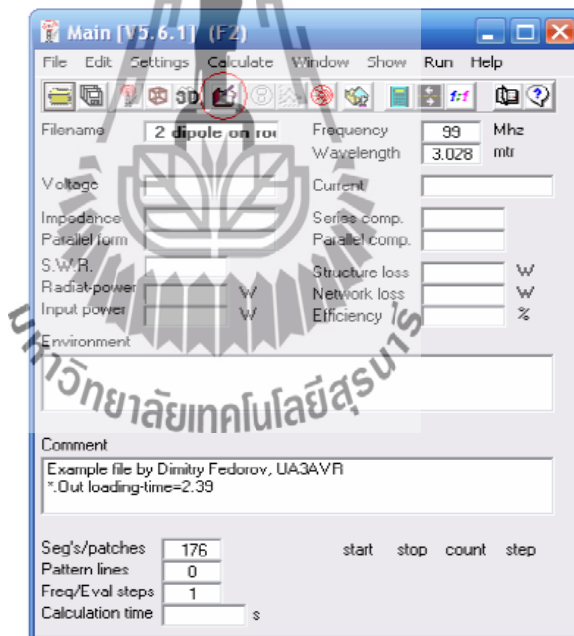 Main [V5.6.1] (F2)
File Edit Settings Calculate Window Show Run Help
3D
Filename 2 dipole on roo Frequency 99 Mhz
Wavelength 3.028 mtr
Voltage Current
Impedance Series comp.
Parallel form Parallel comp.
S.W.R. Structure loss W
Radiat-power W Network loss W
Input power W Efficiency %
Environment
มหาวิทยาลัยเทคโนโลยีสุรนารี
Comment
Example file by Dimitry Fedorov, UA3AVR
*.Out loading-time=2.39
Seg's/patches 176 start stop count step
Pattern lines 0
Freq/Eval steps 1
Calculation time s